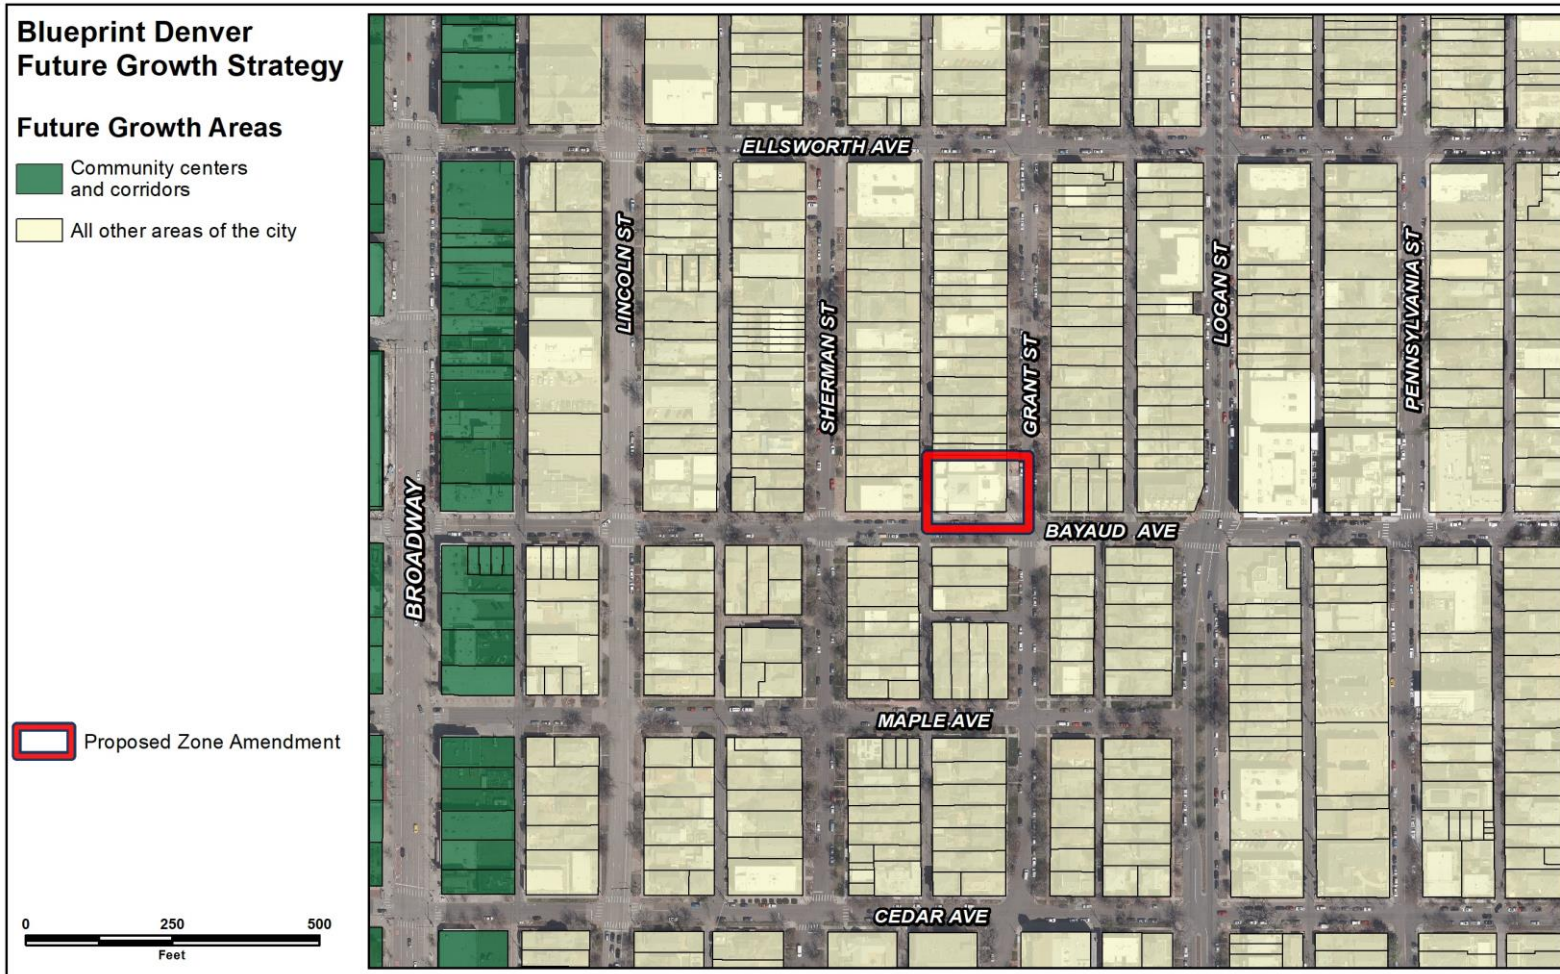 Blueprint Denver
Future Growth Strategy
Future Growth Areas
Community centers
and corridors
All other areas of the city
Proposed Zone Amendment
0 250 500
Feet
ELLSWORTH AVE
LINCOLN ST
SHERMAN ST
GRANT ST
LOGAN ST
PENNSYLVANIA ST
BROADWAY
BAYAUD AVE
MAPLE AVE
CEDAR AVE